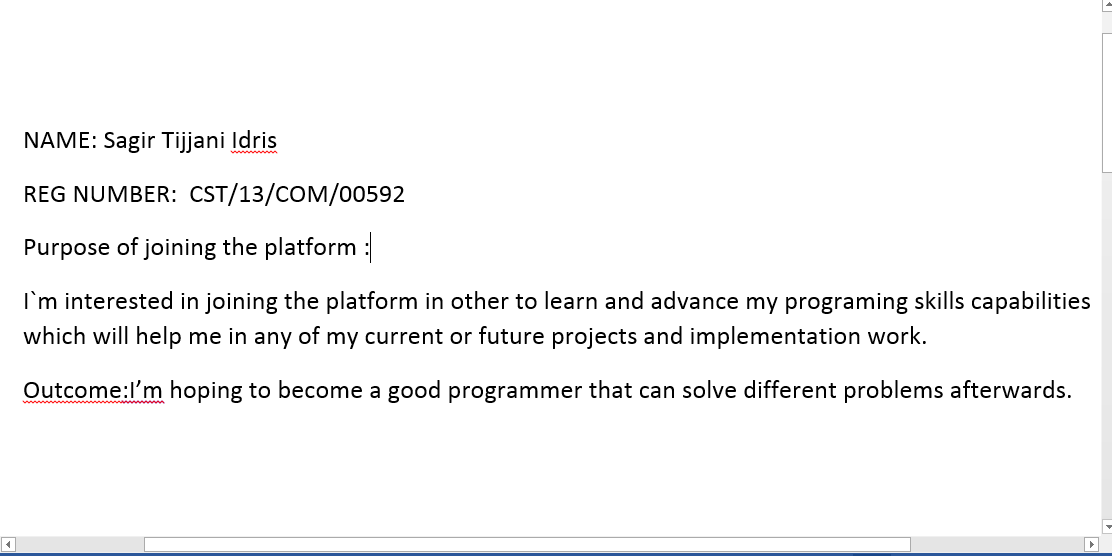 NAME: Sagir Tijjani Idris
REG NUMBER:  CST/13/COM/00592
Purpose of joining the platform :
I`m interested in joining the platform in other to learn and advance my programing skills capabilities
which will help me in any of my current or future projects and implementation work.
Outcome:I’m hoping to become a good programmer that can solve different problems afterwards.